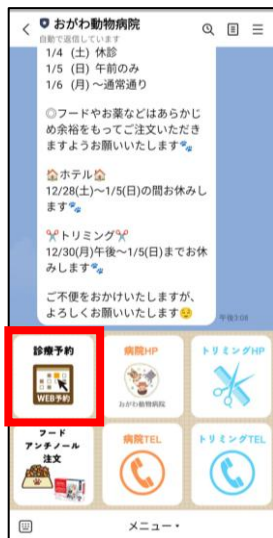 おがわ動物病院
自動で返信しています
1/4 (土) 休診
1/5 (日) 午前のみ
1/6 (月) ～通常通り
◎フードやお薬などはあらかじ
め余裕をもってご注文いただき
ますようお願いいたします🐾
🏠ホテル🏠
12/28(土)～1/5(日)の間お休みし
ます🐾
✂️トリミング✂️
12/30(月)午後～1/5(日)までお休
みします🐾
ご不便をおかけいたしますが、
よろしくお願いいたします😌
午後3:08
診療予約
WEB予約
病院HP
おがわ動物病院
トリミングHP
フード
アンチノール
注文
病院TEL
トリミングTEL
メニュー▾